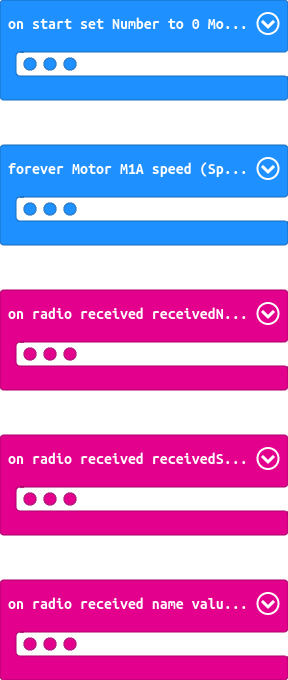 on start set Number to 0 Mo...
forever Motor M1A speed (Sp...
on radio received receivedN...
on radio received receivedS...
on radio received name valu...